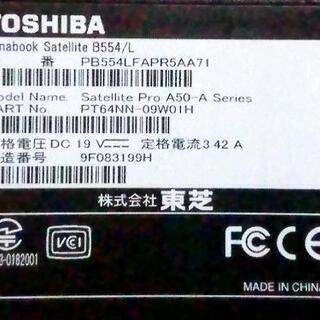 TOSHIBA
nabook Satellite B554/L
番 PB554LFAPR5AA71
odel Name. Satellite Pro A50-A Series
ART No. PT64NN-09W01H
格電圧DC 19 V 定格電流3.42 A
造番号 9F083199H
株式会社 東芝
VCI FC CE
3-0182001
MADE IN CHINA